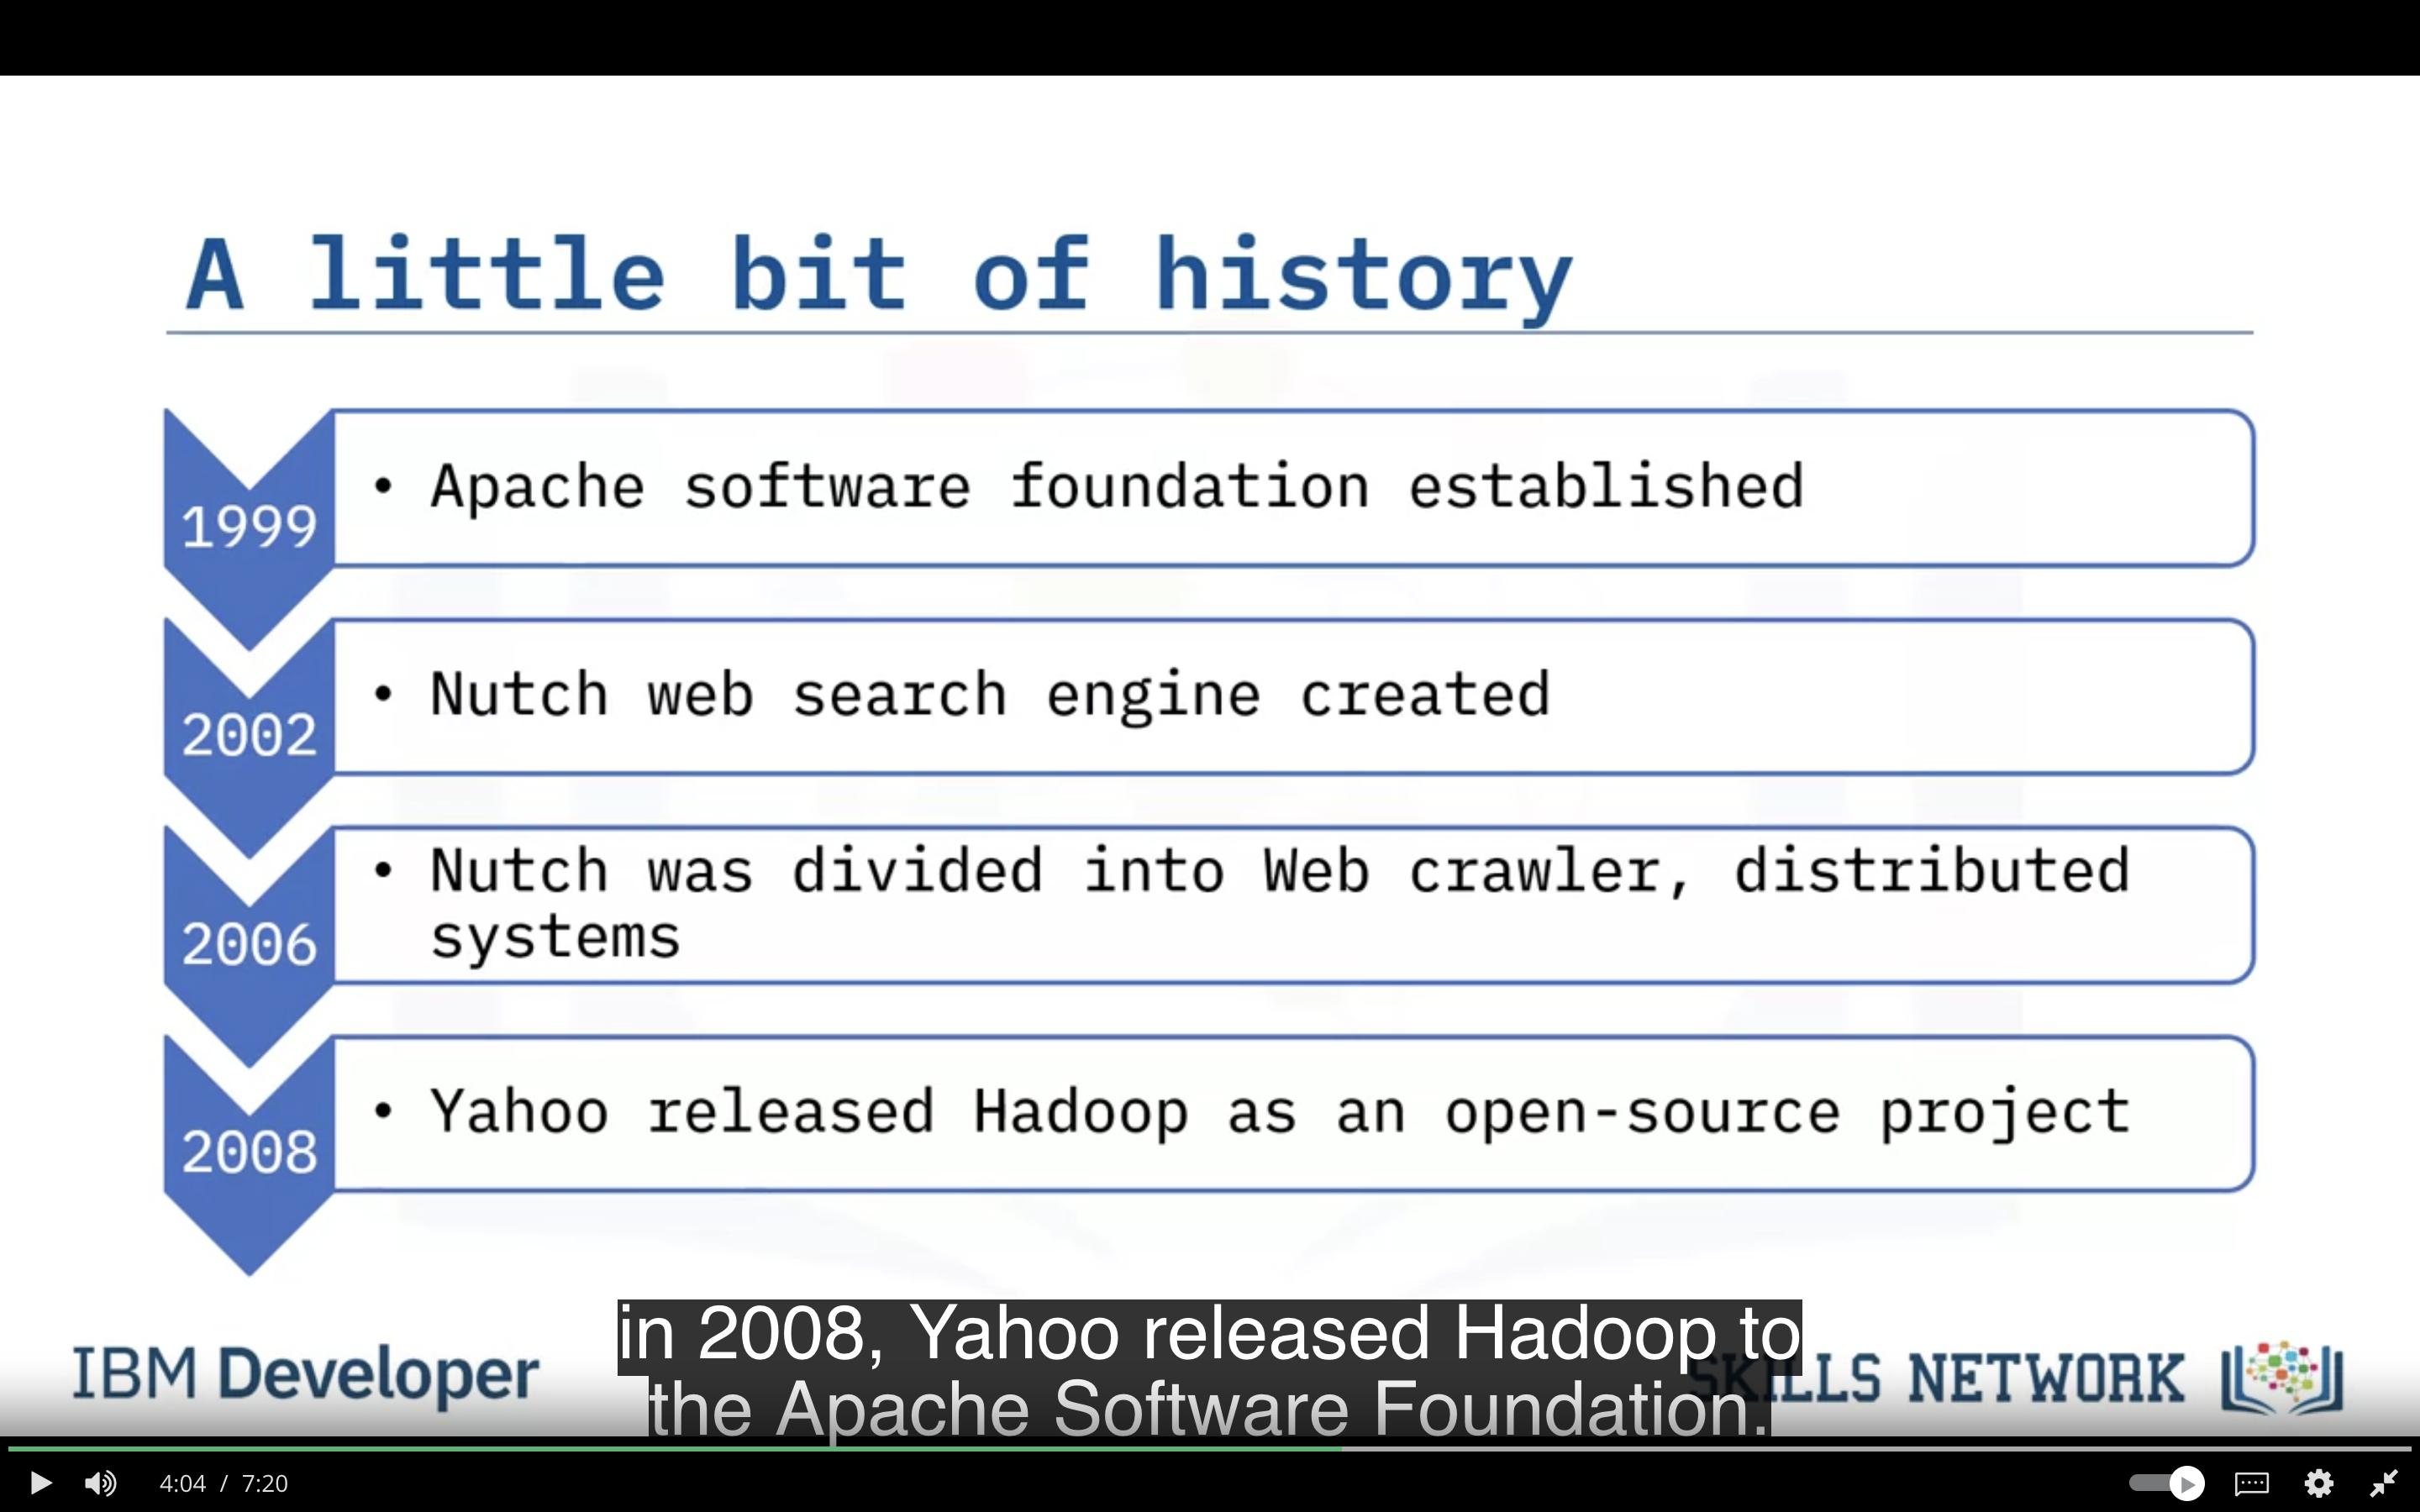 A little bit of history
1999
• Apache software foundation established
2002
• Nutch web search engine created
2006
• Nutch was divided into Web crawler, distributed
systems
2008
• Yahoo released Hadoop as an open-source project
in 2008, Yahoo released Hadoop to
the Apache Software Foundation.
IBM Developer
SKILLS NETWORK
4:04 / 7:20